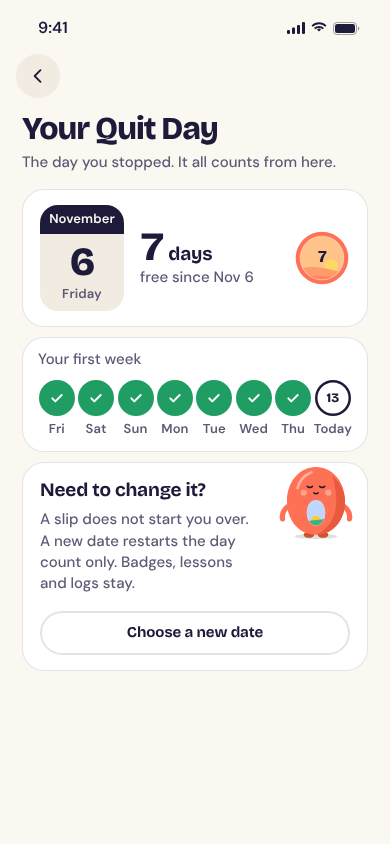 9:41
Your Quit Day
The day you stopped. It all counts from here.
November
6
Friday
7 days
free since Nov 6
7
Your first week
13
Fri Sat Sun Mon Tue Wed Thu Today
Need to change it?
A slip does not start you over.
A new date restarts the day
count only. Badges, lessons
and logs stay.
Choose a new date